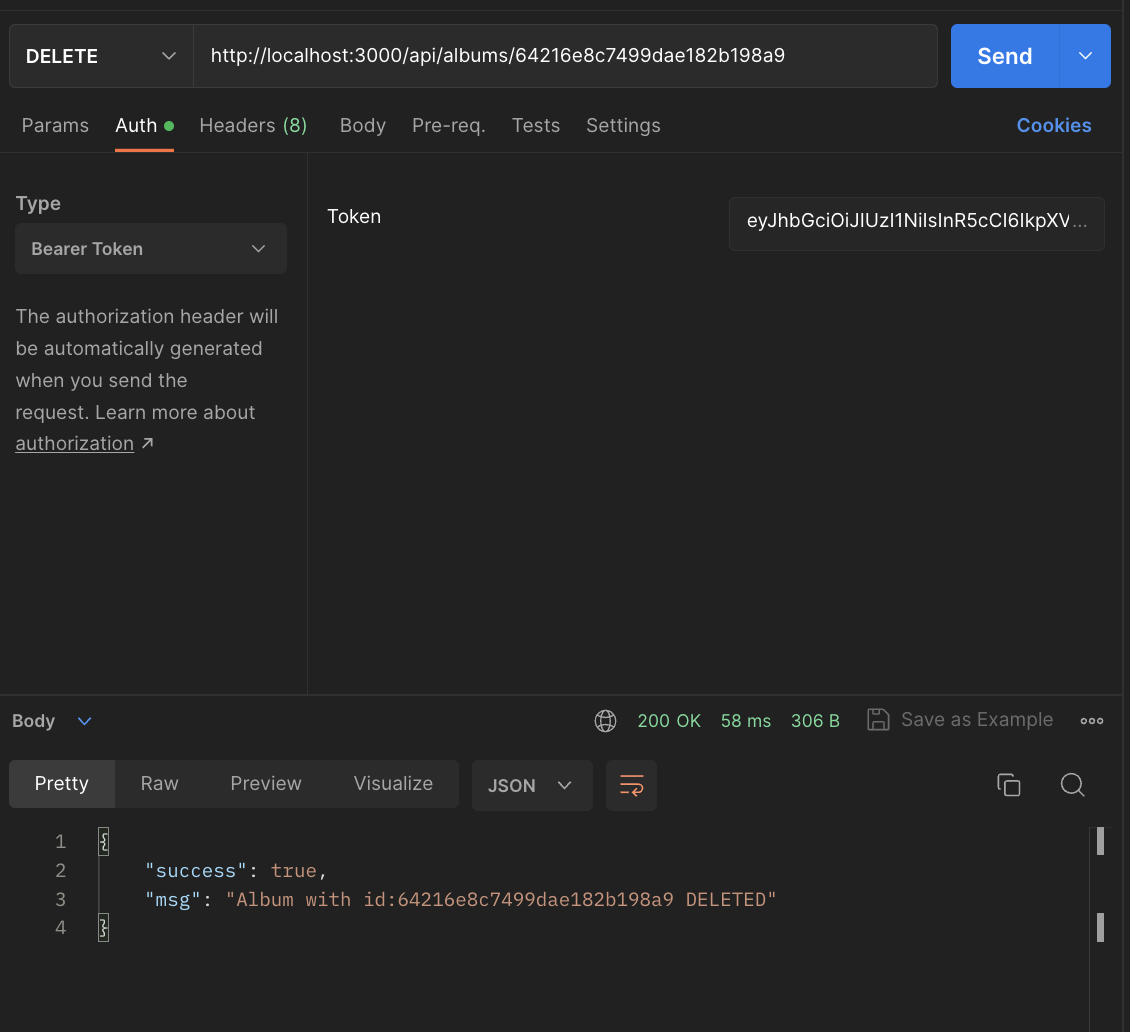 DELETE http://localhost:3000/api/albums/64216e8c7499dae182b198a9 Send
Params Auth Headers (8) Body Pre-req. Tests Settings Cookies
Type
Bearer Token
The authorization header will
be automatically generated
when you send the
request. Learn more about
authorization ↗
Token eyJhbGciOiJIUzI1NiIsInR5cCI6IkpXV...
Body 200 OK 58 ms 306 B Save as Example
Pretty Raw Preview Visualize JSON
1 {
2 "success": true,
3 "msg": "Album with id:64216e8c7499dae182b198a9 DELETED"
4 }